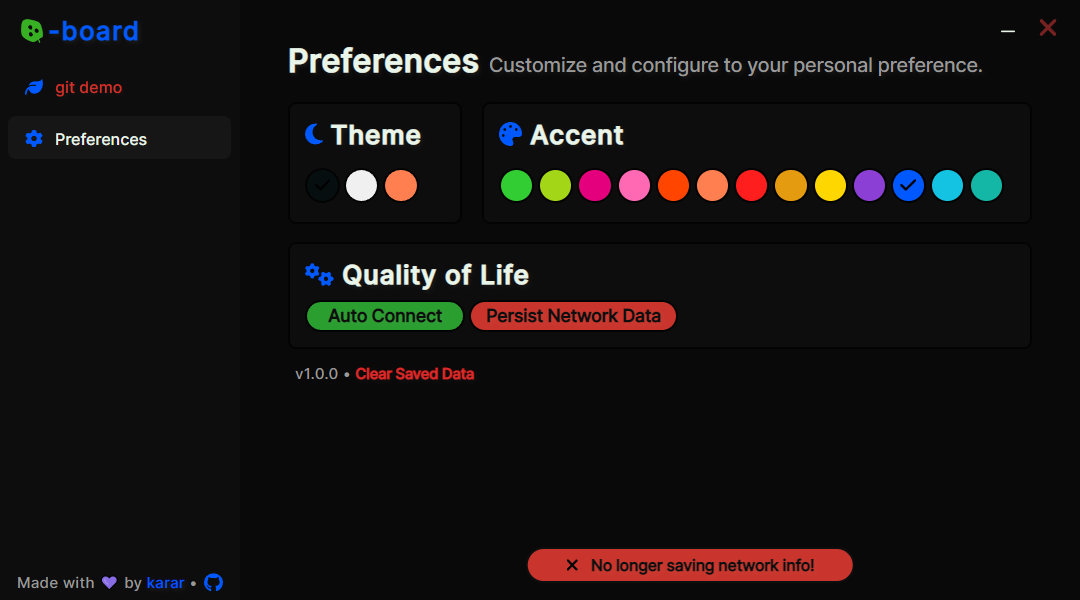 -board
git demo
Preferences
Preferences Customize and configure to your personal preference.
Theme
Accent
Quality of Life
Auto Connect
Persist Network Data
v1.0.0 • Clear Saved Data
No longer saving network info!
Made with by karar •